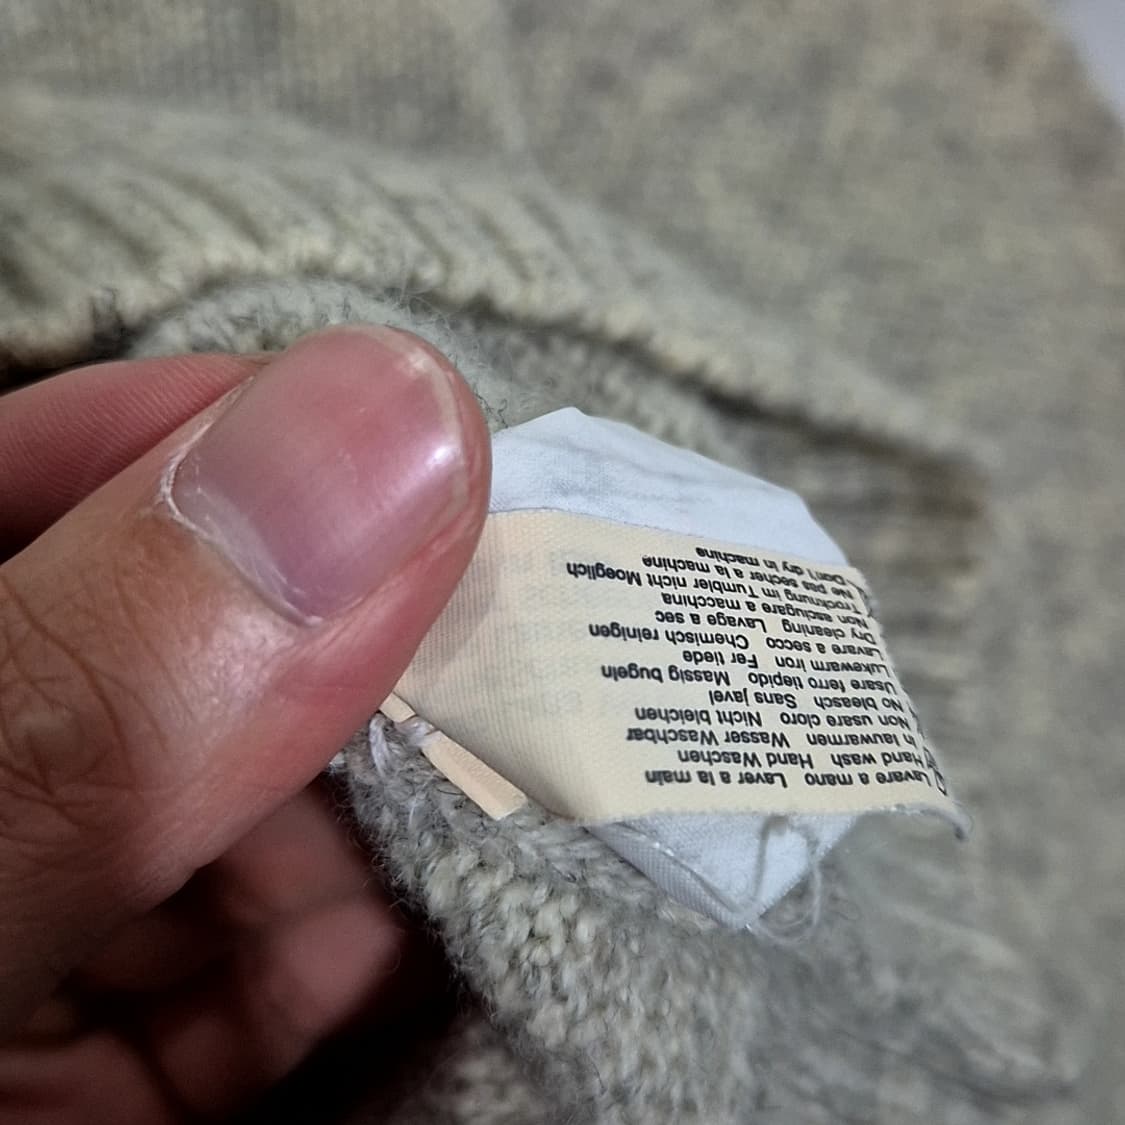 Lavare a mano Laver a la main
Hand wash Hand Waschen
In lauwarmen Wasser Waschbar
Non usare cloro Nicht bleichen
No bleasch Sans javel
Usare ferro tiepido Massig bugeln
Lukewarm iron Fer tiede
Lavare a secco Chemisch reinigen
Dry cleaning Lavage a sec
Non asciugare a macchina
Trocknung im Tumbler nicht Moeglich
Ne pas secher a la machine
Don't dry in machine